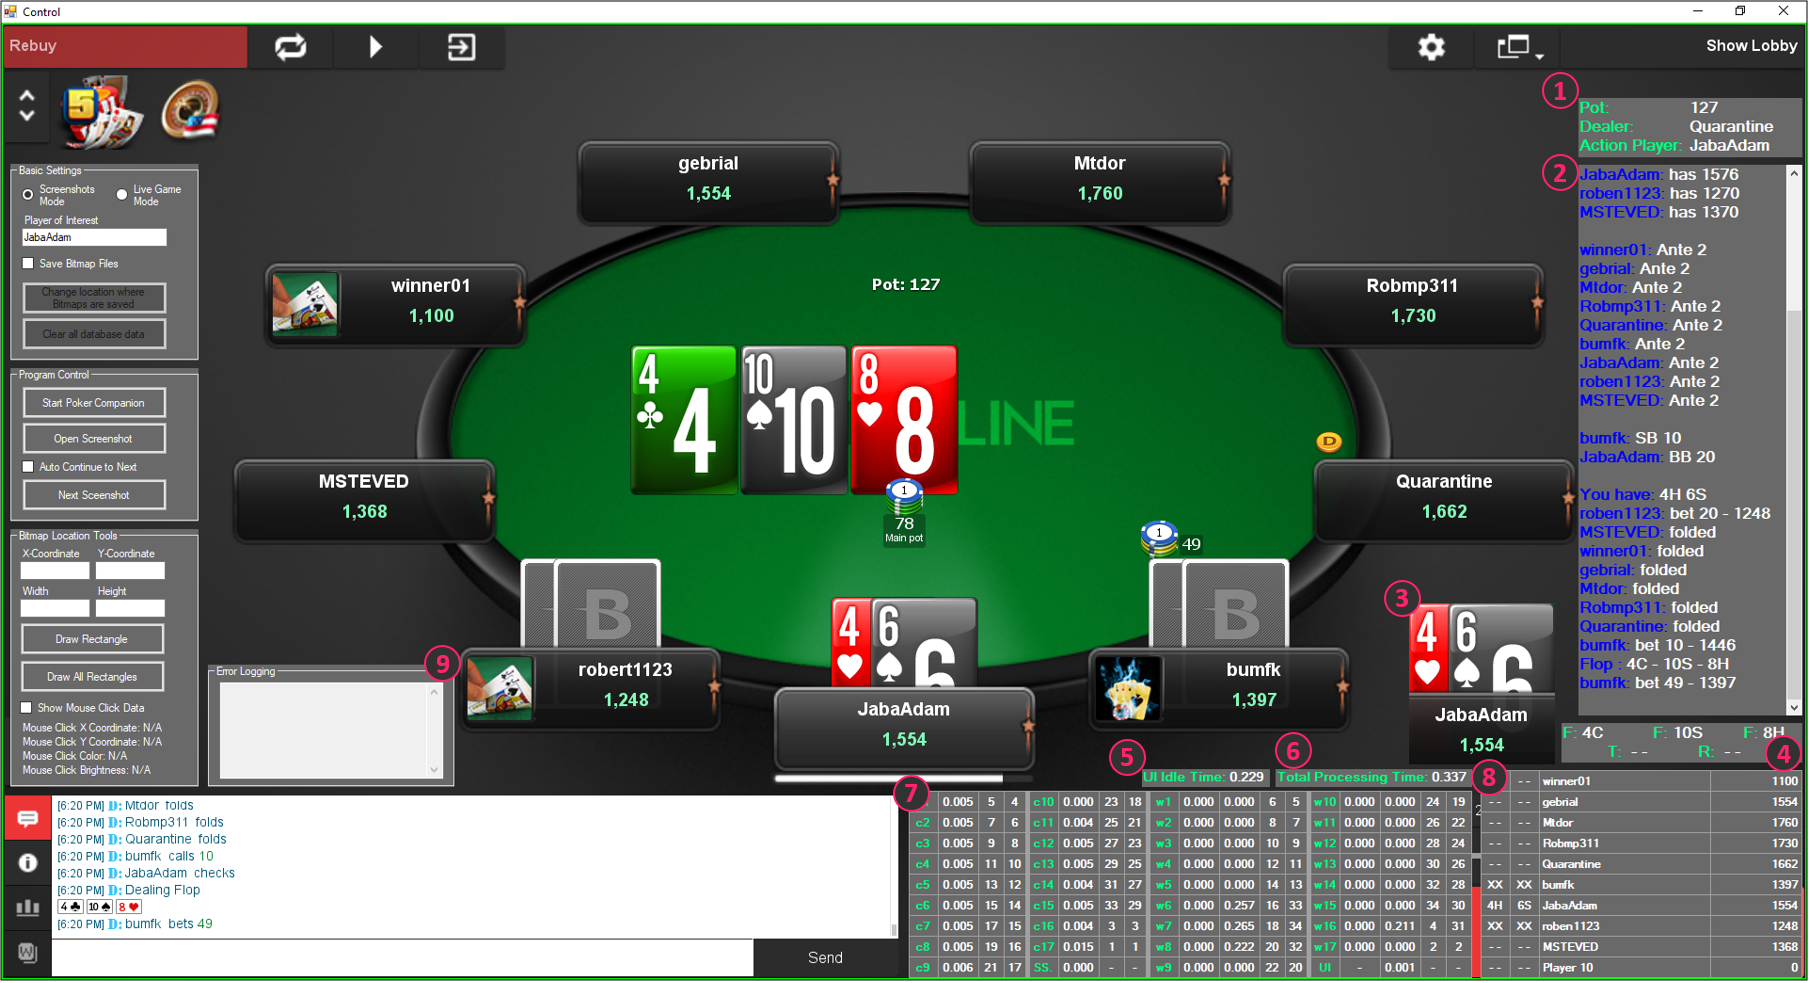 Control
Rebuy
Show Lobby
5
1
Pot: 127
Dealer: Quarantine
Action Player: JabaAdam
2
JabaAdam: has 1576
roben1123: has 1270
MSTEVED: has 1370
winner01: Ante 2
gebrial: Ante 2
Mtdor: Ante 2
Robmp311: Ante 2
Quarantine: Ante 2
bumfk: Ante 2
JabaAdam: Ante 2
roben1123: Ante 2
MSTEVED: Ante 2
bumfk: SB 10
JabaAdam: BB 20
You have: 4H 6S
roben1123: bet 20 - 1248
MSTEVED: folded
winner01: folded
gebrial: folded
Mtdor: folded
Robmp311: folded
Quarantine: folded
bumfk: bet 10 - 1446
Flop : 4C - 10S - 8H
bumfk: bet 49 - 1397
Basic Settings
Screenshots Mode
Live Game Mode
Player of Interest
JabaAdam
Save Bitmap Files
Change location where Bitmaps are saved
Clear all database data
Program Control
Start Poker Companion
Open Screenshot
Auto Continue to Next
Next Sceenshot
Bitmap Location Tools
X-Coordinate Y-Coordinate
Width Height
Draw Rectangle
Draw All Rectangles
Show Mouse Click Data
Mouse Click X Coordinate: N/A
Mouse Click Y Coordinate: N/A
Mouse Click Color: N/A
Mouse Click Brightness: N/A
gebrial
1,554
Mtdor
1,760
winner01
1,100
Pot: 127
Robmp311
1,730
4 4
10 10
8 8
LINE
D
MSTEVED
1,368
Quarantine
1,662
1
78
Main pot
1
49
B
B
4
6 6
robert1123
1,248
JabaAdam
1,554
bumfk
1,397
3
4
6 6
JabaAdam
1,554
9
Error Logging
F: 4C F: 10S F: 8H
T: - - R: - -
4
5
UI Idle Time: 0.229
6
Total Processing Time: 0.337
7
8
[6:20 PM] D: Mtdor folds
[6:20 PM] D: Robmp311 folds
[6:20 PM] D: Quarantine folds
[6:20 PM] D: bumfk calls 10
[6:20 PM] D: JabaAdam checks
[6:20 PM] D: Dealing Flop
4 ♣ 10 ♠ 8 ♥
[6:20 PM] D: bumfk bets 49
Send
0.005 5 4 c10 0.000 23 18 w1 0.000 0.000 6 5 w10 0.000 0.000 24 19
c2 0.005 7 6 c11 0.004 25 21 w2 0.000 0.000 8 7 w11 0.000 0.000 26 22
c3 0.005 9 8 c12 0.005 27 23 w3 0.000 0.000 10 9 w12 0.000 0.000 28 24
c4 0.005 11 10 c13 0.005 29 25 w4 0.000 0.000 12 11 w13 0.000 0.000 30 26
c5 0.005 13 12 c14 0.004 31 27 w5 0.000 0.000 14 13 w14 0.000 0.000 32 28
c6 0.005 15 14 c15 0.005 33 29 w6 0.000 0.257 16 33 w15 0.000 0.000 34 30
c7 0.005 17 15 c16 0.004 3 3 w7 0.000 0.265 18 34 w16 0.000 0.211 4 31
c8 0.005 19 16 c17 0.015 1 1 w8 0.000 0.222 20 32 w17 0.000 0.000 2 2
c9 0.006 21 17 SS. 0.000 - - w9 0.000 0.000 22 20 UI - 0.001 - -
-- winner01 1100
-- -- gebrial 1554
-- -- Mtdor 1760
-- -- Robmp311 1730
-- -- Quarantine 1662
XX XX bumfk 1397
4H 6S JabaAdam 1554
XX XX roben1123 1248
-- -- MSTEVED 1368
-- -- Player 10 0